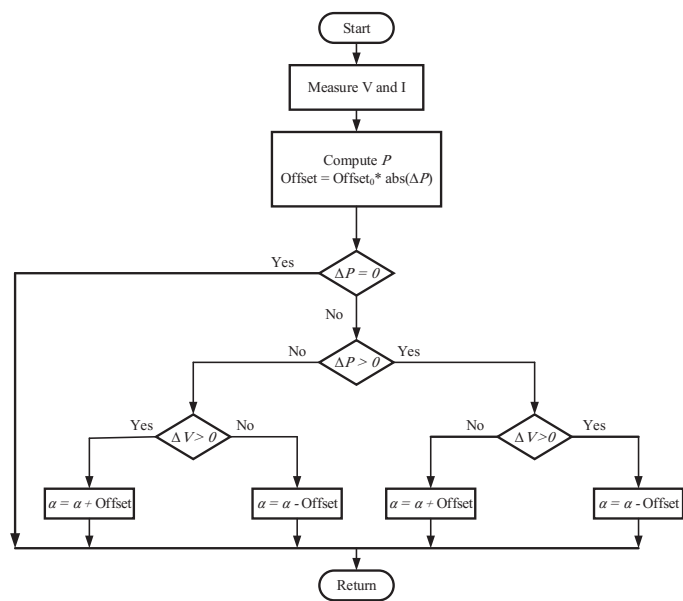 Start
Measure V and I
Compute P
Offset = Offset₀* abs(ΔP)
Yes
ΔP = 0
No
No
ΔP > 0
Yes
Yes
ΔV > 0
No
No
ΔV>0
Yes
α = α + Offset
α = α - Offset
α = α + Offset
α = α - Offset
Return